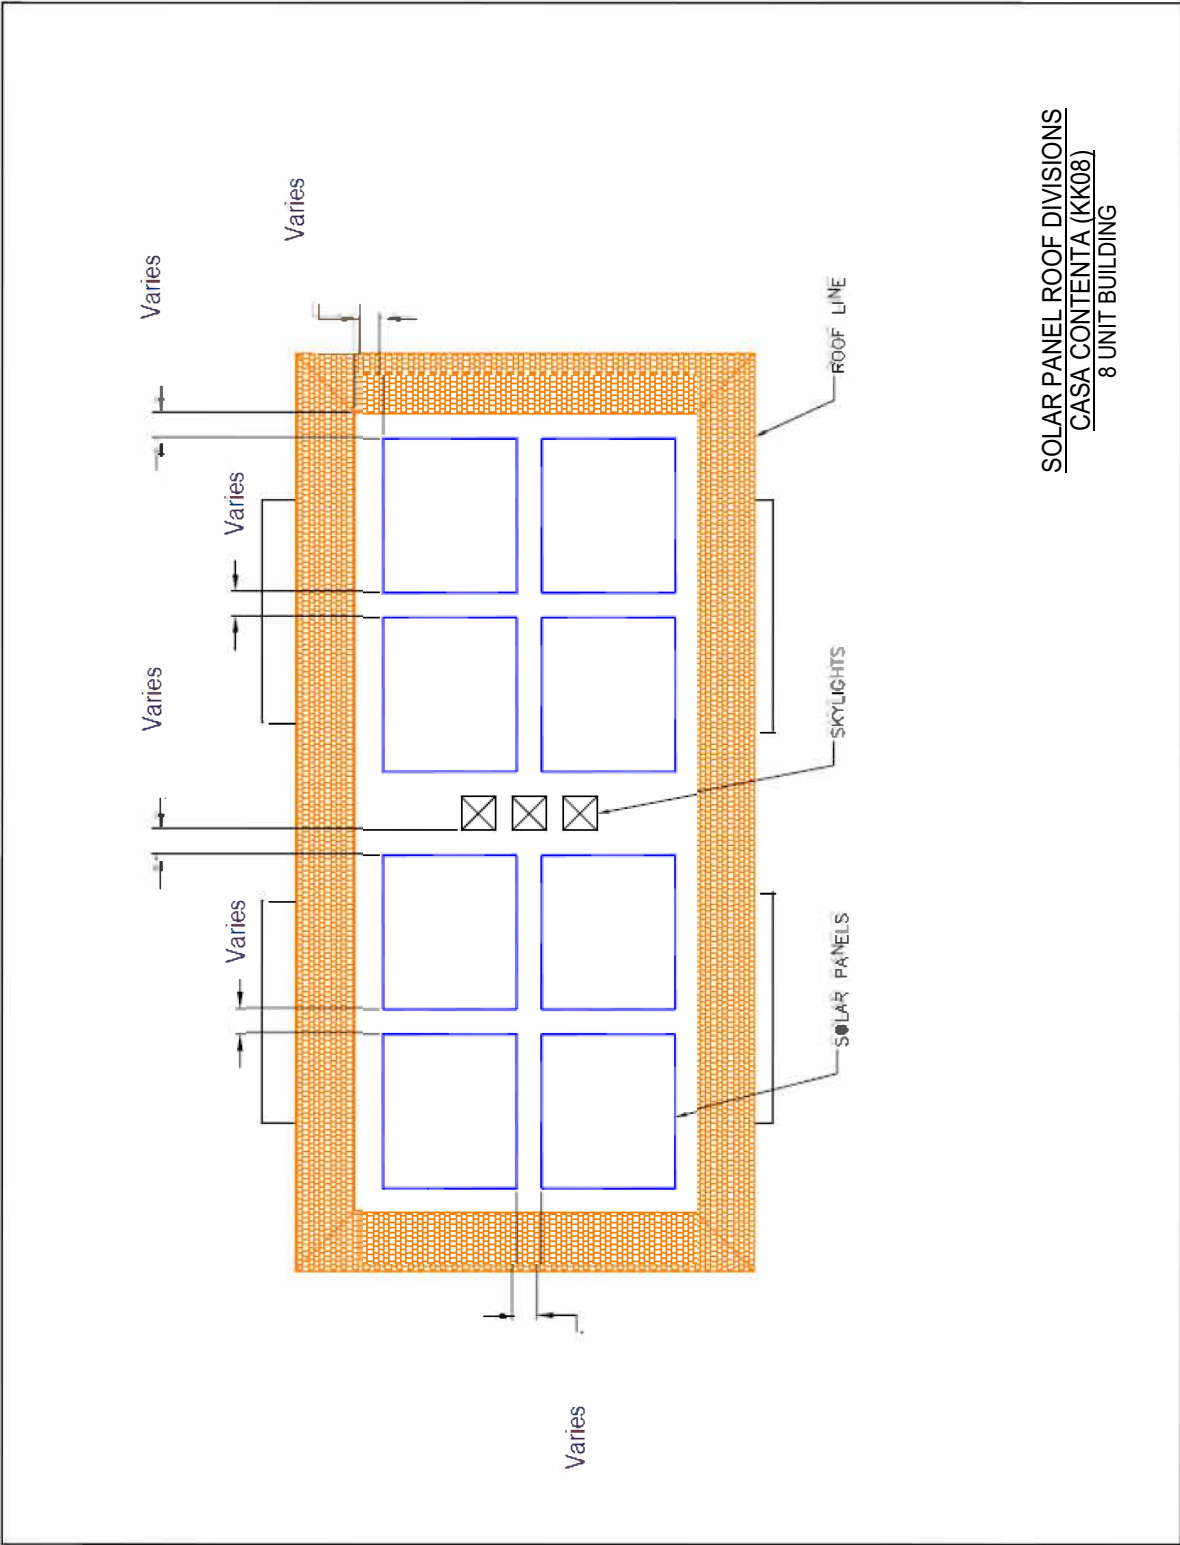 Varies
Varies
Varies
Varies
Varies
Varies
ROOF LINE
SKYLIGHTS
SOLAR PANELS
SOLAR PANEL ROOF DIVISIONS
CASA CONTENTA (KK08)
8 UNIT BUILDING